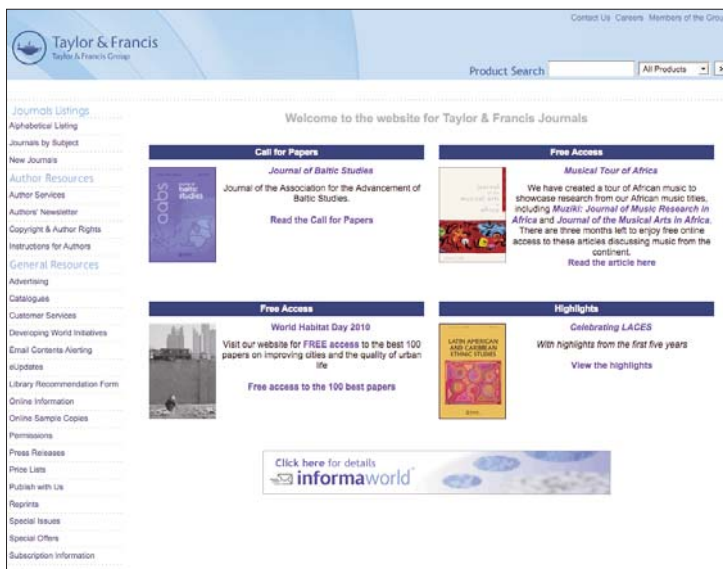 Contact Us Careers Members of the Grou
Taylor & Francis
Taylor & Francis Group
Product Search
All Products
Journals Listings
Alphabetical Listing
Journals by Subject
New Journals
Author Resources
Author Services
Authors' Newsletter
Copyright & Author Rights
Instructions for Authors
General Resources
Advertising
Catalogues
Customer Services
Developing World Initiatives
Email Contents Alerting
eUpdates
Library Recommendation Form
Online Information
Online Sample Copies
Permissions
Press Releases
Price Lists
Publish with Us
Reprints
Special Issues
Special Offers
Subscription Information
Welcome to the website for Taylor & Francis Journals
Call for Papers
aabs
baltic
studies
Journal of Baltic Studies
Journal of the Association for the Advancement of
Baltic Studies.
Read the Call for Papers
Free Access
journal
musical arts
africa
Musical Tour of Africa
We have created a tour of African music to
showcase research from our African music titles,
including Muziki: Journal of Music Research in
Africa and Journal of the Musical Arts in Africa.
There are three months left to enjoy free online
access to these articles discussing music from the
continent.
Read the article here
Free Access
World Habitat Day 2010
Visit our website for FREE access to the best 100
papers on improving cities and the quality of urban
life
Free access to the 100 best papers
Highlights
LATIN AMERICAN
AND CARIBBEAN
ETHNIC STUDIES
Celebrating LACES
With highlights from the first five years
View the highlights
Click here for details
informaworld